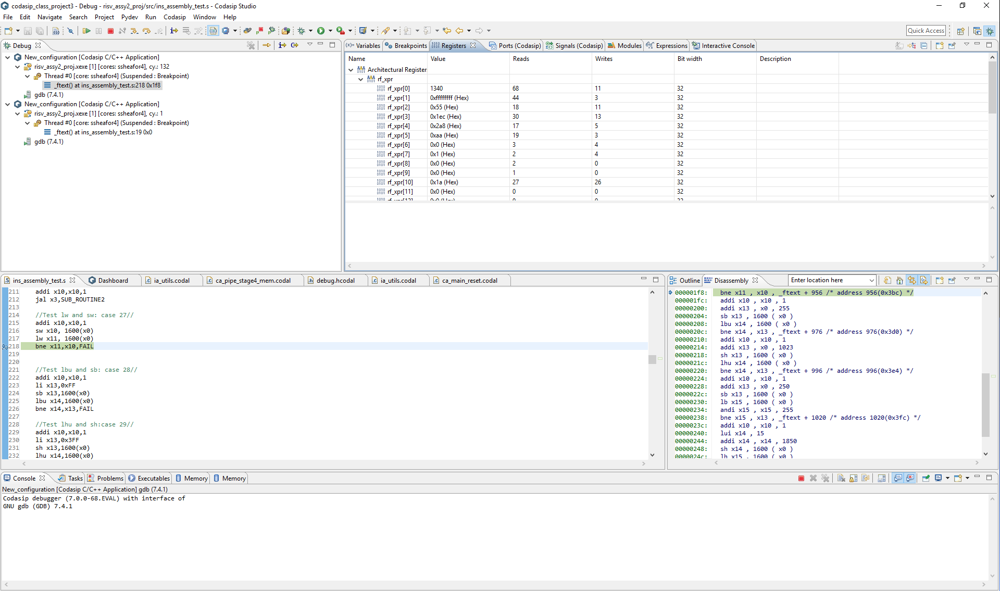 codasip_class_project3 - Debug - risv_assy2_proj/src/ins_assembly_test.s - Codasip Studio
File Edit Navigate Search Project Pydev Run Codasip Window Help
Quick Access
Debug
New_configuration [Codasip C/C++ Application]
risv_assy2_proj.xexe [1] [cores: ssheafor4], cy.: 132
Thread #0 [core: ssheafor4] (Suspended : Breakpoint)
_ftext() at ins_assembly_test.s:218 0x1f8
gdb (7.4.1)
New_configuration [Codasip C/C++ Application]
risv_assy2_proj.xexe [1] [cores: ssheafor4], cy.: 1
Thread #0 [core: ssheafor4] (Suspended : Breakpoint)
_ftext() at ins_assembly_test.s:19 0x0
gdb (7.4.1)
Variables Breakpoints Registers Ports (Codasip) Signals (Codasip) Modules Expressions Interactive Console
Name Value Reads Writes Bit width Description
Architectural Register
rf_xpr
rf_xpr[0] 1340 68 11 32
rf_xpr[1] 0xffffffff (Hex) 44 3 32
rf_xpr[2] 0x55 (Hex) 18 11 32
rf_xpr[3] 0x1ec (Hex) 30 13 32
rf_xpr[4] 0x2a8 (Hex) 17 5 32
rf_xpr[5] 0xaa (Hex) 19 3 32
rf_xpr[6] 0x0 (Hex) 3 4 32
rf_xpr[7] 0x1 (Hex) 2 4 32
rf_xpr[8] 0x0 (Hex) 2 0 32
rf_xpr[9] 0x0 (Hex) 1 0 32
rf_xpr[10] 0x1a (Hex) 27 26 32
rf_xpr[11] 0x0 (Hex) 0 0 32
ins_assembly_test.s Dashboard ia_utils.codal ca_pipe_stage4_mem.codal debug.hcodal ia_utils.codal ca_main_reset.codal
211 addi x10,x10,1
212 jal x3,SUB_ROUTINE2
213
214 //Test lw and sw: case 27//
215 addi x10,x10,1
216 sw x10, 1600(x0)
217 lw x11, 1600(x0)
218 bne x11,x10,FAIL
219
220
221 //Test lbu and sb: case 28//
222 addi x10,x10,1
223 li x13,0xFF
224 sb x13,1600(x0)
225 lbu x14,1600(x0)
226 bne x14,x13,FAIL
227
228 //Test lhu and sh:case 29//
229 addi x10,x10,1
230 li x13,0x3FF
231 sh x13,1600(x0)
232 lhu x14,1600(x0)
Outline Disassembly Enter location here
000001f8: bne x11 , x10 , _ftext + 956 /* address 956(0x3bc) */
000001fc: addi x10 , x10 , 1
00000200: addi x13 , x0 , 255
00000204: sb x13 , 1600 ( x0 )
00000208: lbu x14 , 1600 ( x0 )
0000020c: bne x14 , x13 , _ftext + 976 /* address 976(0x3d0) */
00000210: addi x10 , x10 , 1
00000214: addi x13 , x0 , 1023
00000218: sh x13 , 1600 ( x0 )
0000021c: lhu x14 , 1600 ( x0 )
00000220: bne x14 , x13 , _ftext + 996 /* address 996(0x3e4) */
00000224: addi x10 , x10 , 1
00000228: addi x13 , x0 , 250
0000022c: sb x13 , 1600 ( x0 )
00000230: lb x15 , 1600 ( x0 )
00000234: andi x15 , x15 , 255
00000238: bne x15 , x13 , _ftext + 1020 /* address 1020(0x3fc) */
0000023c: addi x10 , x10 , 1
00000240: lui x14 , 15
00000244: addi x14 , x14 , 1850
00000248: sh x14 , 1600 ( x0 )
0000024c: lh x15 , 1600 ( x0 )
Console Tasks Problems Executables Memory Memory
New_configuration [Codasip C/C++ Application] gdb (7.4.1)
Codasip debugger (7.0.0-68.EVAL) with interface of
GNU gdb (GDB) 7.4.1